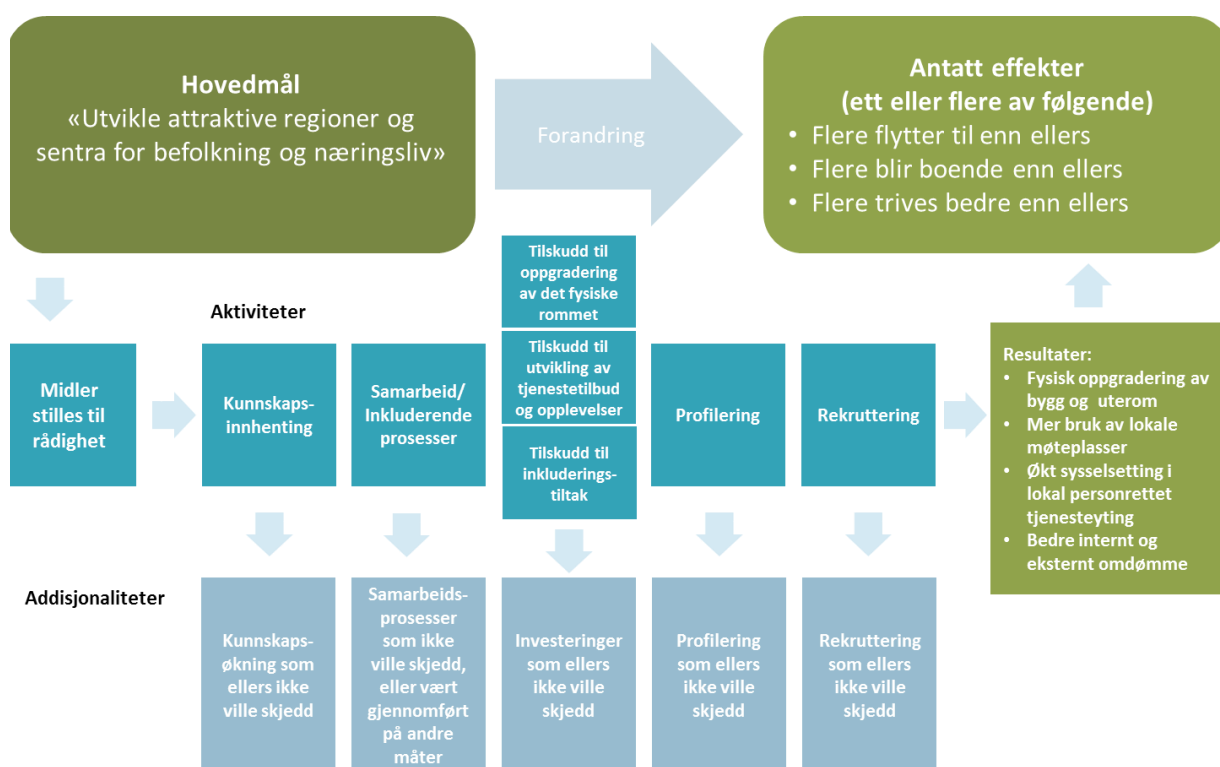 Hovedmål
«Utvikle attraktive regioner og
sentra for befolkning og næringsliv»
Forandring
Antatt effekter
(ett eller flere av følgende)
• Flere flytter til enn ellers
• Flere blir boende enn ellers
• Flere trives bedre enn ellers
Aktiviteter
Midler
stilles til
rådighet
Kunnskaps-
innhenting
Samarbeid/
Inkluderende
prosesser
Tilskudd til
oppgradering
av det fysiske
rommet
Tilskudd til
utvikling av
tjenestetilbud
og opplevelser
Tilskudd til
inkluderings-
tiltak
Profilering
Rekruttering
Resultater:
• Fysisk oppgradering av
bygg og uterom
• Mer bruk av lokale
møteplasser
• Økt sysselsetting i
lokal personrettet
tjenesteyting
• Bedre internt og
eksternt omdømme
Addisjonaliteter
Kunnskaps-
økning som
ellers ikke
ville skjedd
Samarbeids-
prosesser
som ikke
ville skjedd,
eller vært
gjennomført
på andre
måter
Investeringer
som ellers
ikke ville
skjedd
Profilering
som ellers
ikke ville
skjedd
Rekruttering
som ellers
ikke ville
skjedd